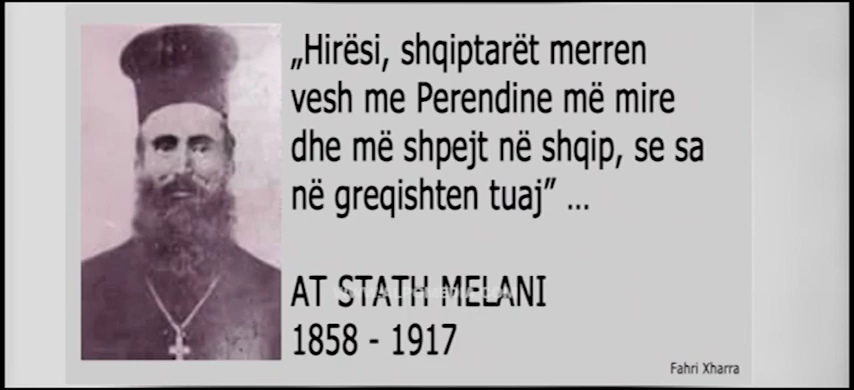 „Hirësi, shqiptarët merren
vesh me Perendine më mire
dhe më shpejt në shqip, se sa
në greqishten tuaj” ...
AT STATH MELANI
1858 - 1917
Fahri Xharra